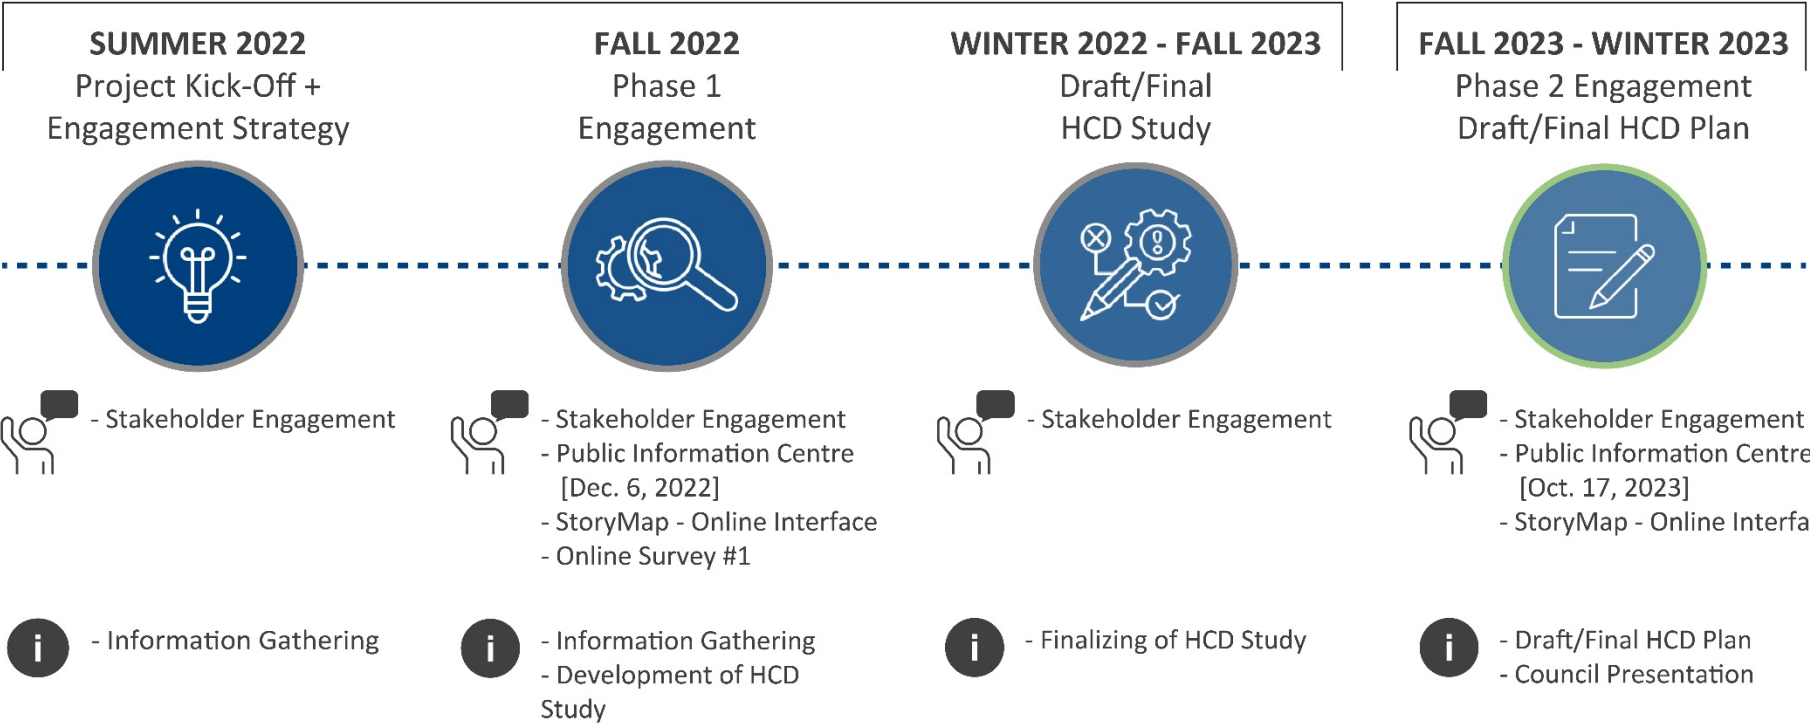 SUMMER 2022
Project Kick-Off +
Engagement Strategy
FALL 2022
Phase 1
Engagement
WINTER 2022 - FALL 2023
Draft/Final
HCD Study
FALL 2023 - WINTER 2023
Phase 2 Engagement
Draft/Final HCD Plan
- Stakeholder Engagement
- Stakeholder Engagement
- Public Information Centre
[Dec. 6, 2022]
- StoryMap - Online Interface
- Online Survey #1
- Stakeholder Engagement
- Stakeholder Engagement
- Public Information Centre
[Oct. 17, 2023]
- StoryMap - Online Interfa
i
- Information Gathering
i
- Information Gathering
- Development of HCD
Study
i
- Finalizing of HCD Study
i
- Draft/Final HCD Plan
- Council Presentation